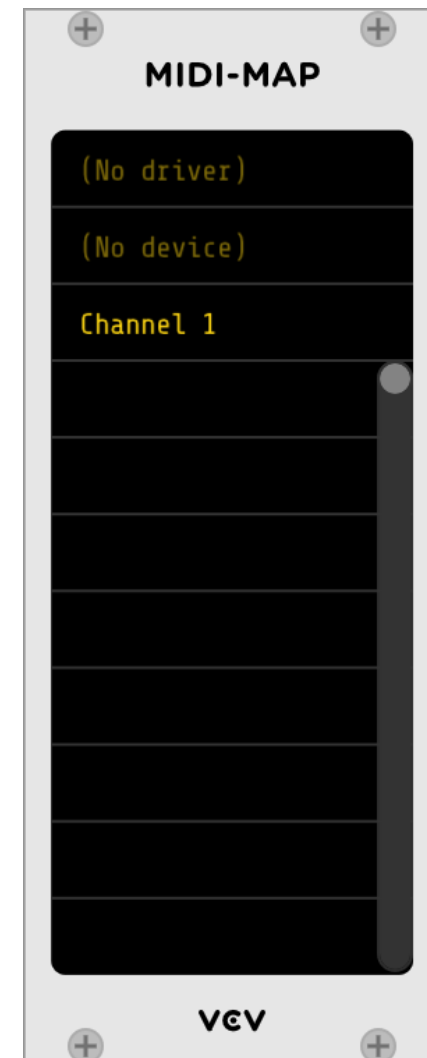 MIDI-MAP
(No driver)
(No device)
Channel 1
VCV